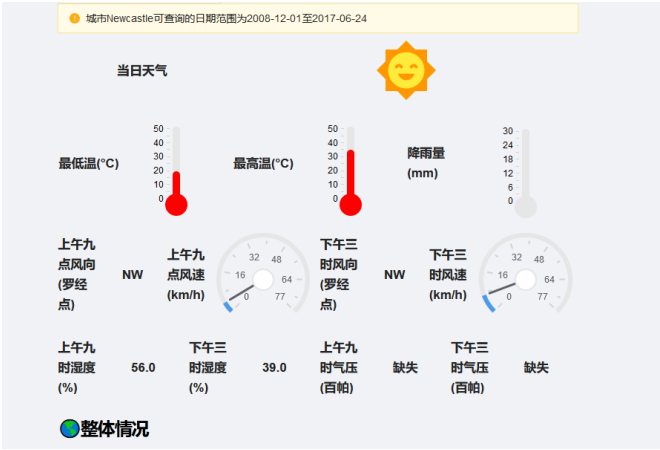 城市Newcastle可查询的日期范围为2008-12-01至2017-06-24
当日天气
最低温(°C)
50
40
30
20
10
0
最高温(°C)
50
40
30
20
10
0
降雨量
(mm)
30
24
18
12
6
0
上午九
点风向
(罗经
点)
NW
上午九
点风速
(km/h)
0
16
32
48
64
77
下午三
时风向
(罗经
点)
NW
下午三
时风速
(km/h)
0
16
32
48
64
77
上午九
时湿度
(%)
56.0
下午三
时湿度
(%)
39.0
上午九
时气压
(百帕)
缺失
下午三
时气压
(百帕)
缺失
整体情况